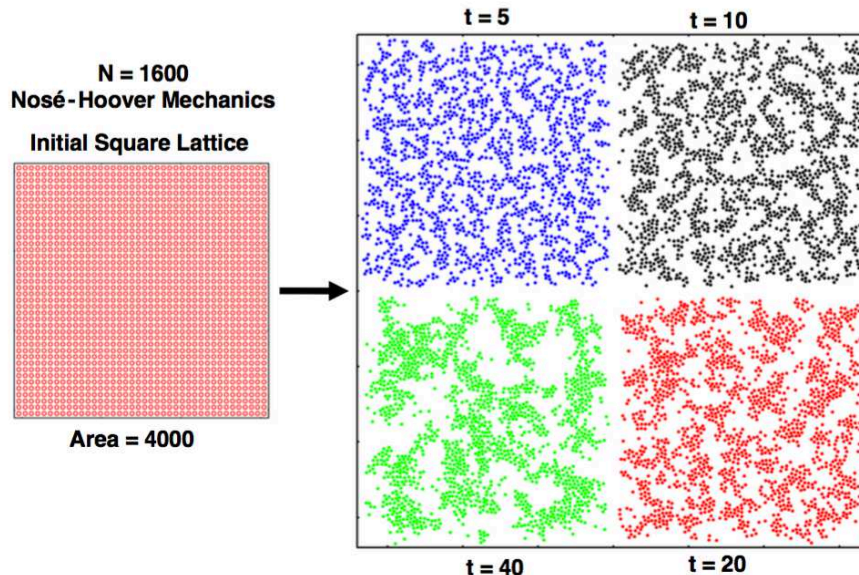 N = 1600
Nosé-Hoover Mechanics
Initial Square Lattice
Area = 4000
t = 5
t = 10
t = 40
t = 20